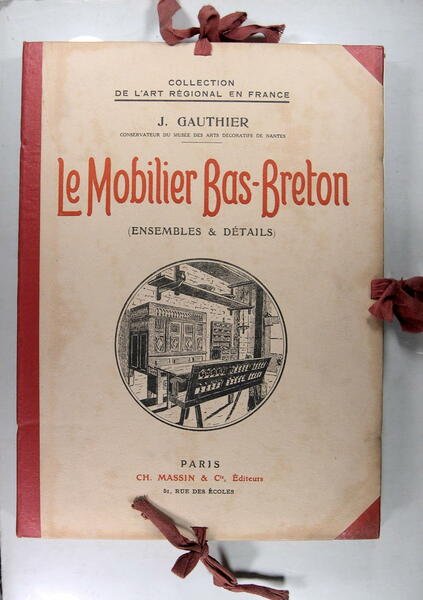 COLLECTION
DE L'ART RÉGIONAL EN FRANCE
J. GAUTHIER
CONSERVATEUR DU MUSÉE DES ARTS DÉCORATIFS DE NANTES
Le Mobilier Bas-Breton
(ENSEMBLES & DÉTAILS)
PARIS
CH. MASSIN & Cie, Éditeurs
51, RUE DES ÉCOLES